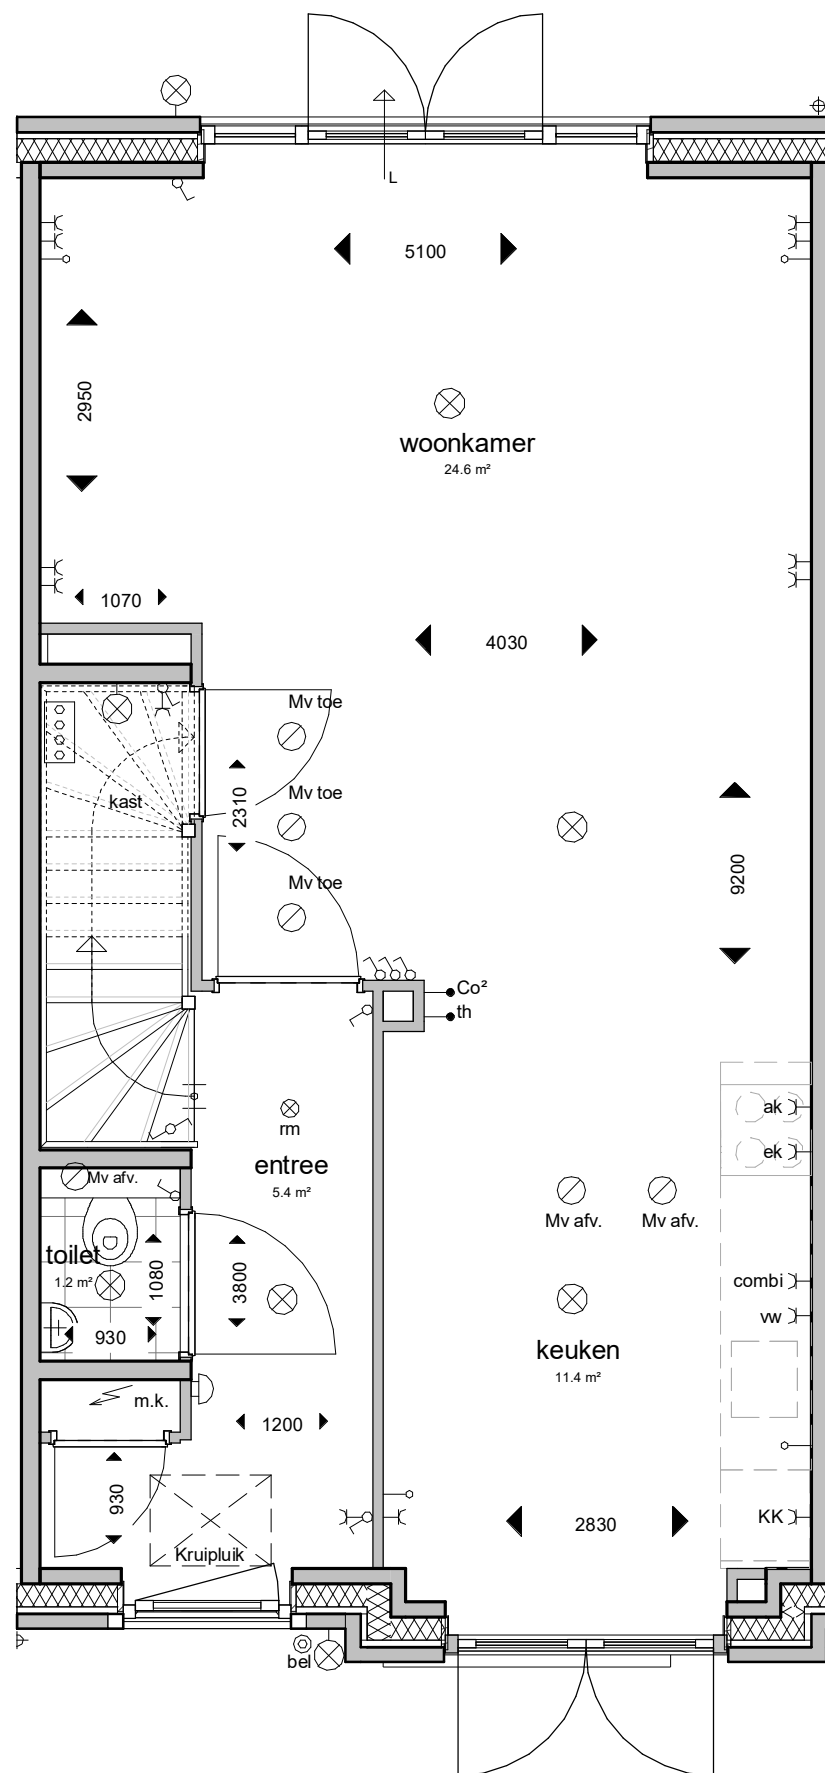 L
5100
2950
woonkamer
24.6 m²
1070
4030
Mv toe
kast
Mv toe
2310
9200
Mv toe
Co²
th
ak
rm
ek
entree
5.4 m²
Mv afv.
Mv afv.
Mv afv.
toilet
1.2 m²
1080
3800
combi
vw
930
keuken
11.4 m²
m.k.
1200
930
KK
2830
Kruipluik
bel